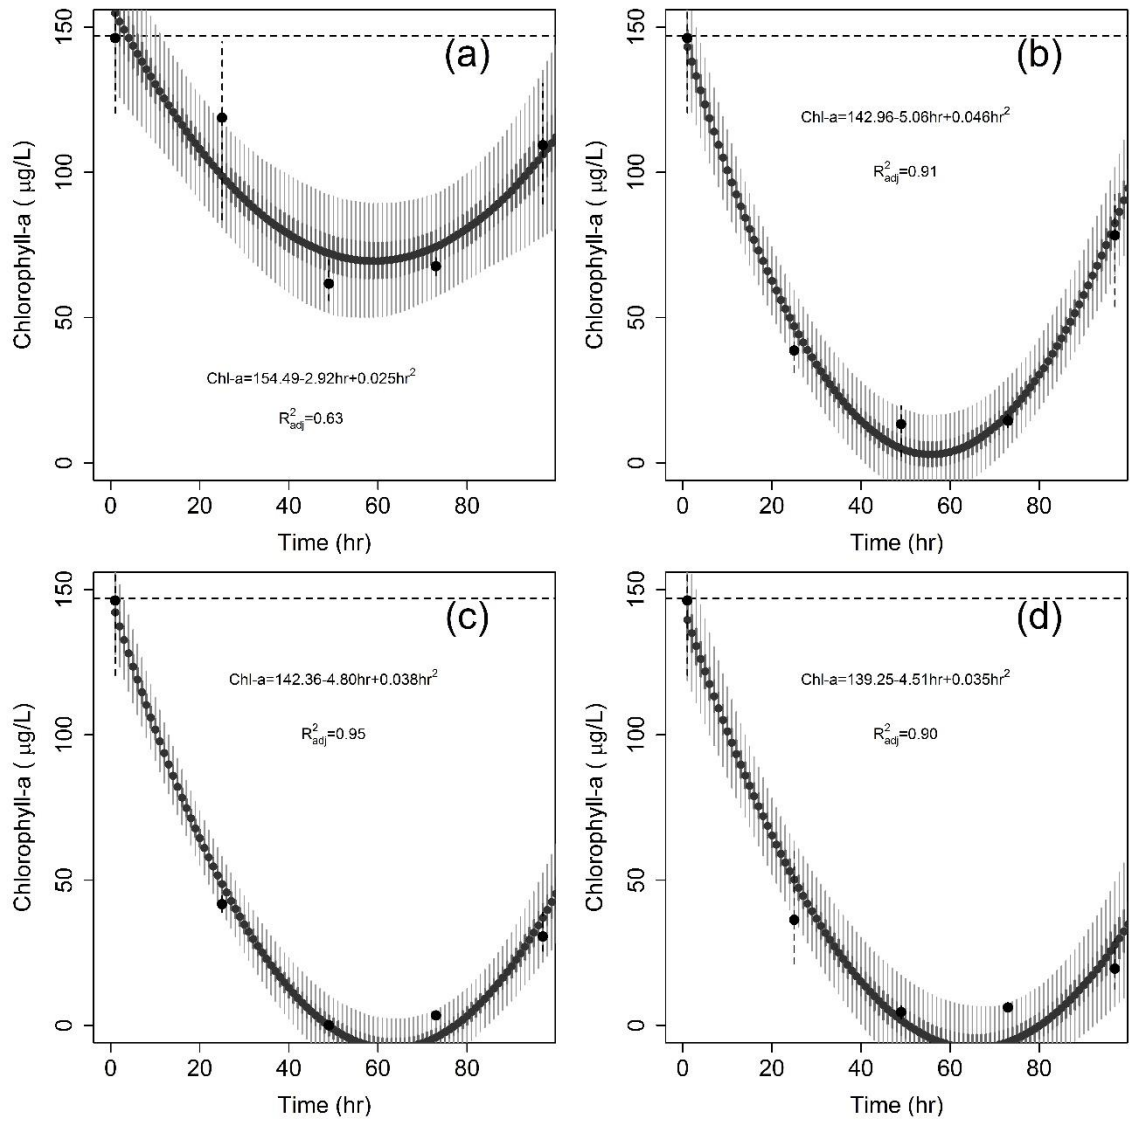 (a)
150
100
50
0
Chlorophyll-a ( μg/L)
Chl-a=154.49-2.92hr+0.025hr²
R²adj=0.63
0 20 40 60 80
Time (hr)
(b)
150
100
50
0
Chlorophyll-a ( μg/L)
Chl-a=142.96-5.06hr+0.046hr²
R²adj=0.91
0 20 40 60 80
Time (hr)
(c)
150
100
50
0
Chlorophyll-a ( μg/L)
Chl-a=142.36-4.80hr+0.038hr²
R²adj=0.95
0 20 40 60 80
Time (hr)
(d)
150
100
50
0
Chlorophyll-a ( μg/L)
Chl-a=139.25-4.51hr+0.035hr²
R²adj=0.90
0 20 40 60 80
Time (hr)